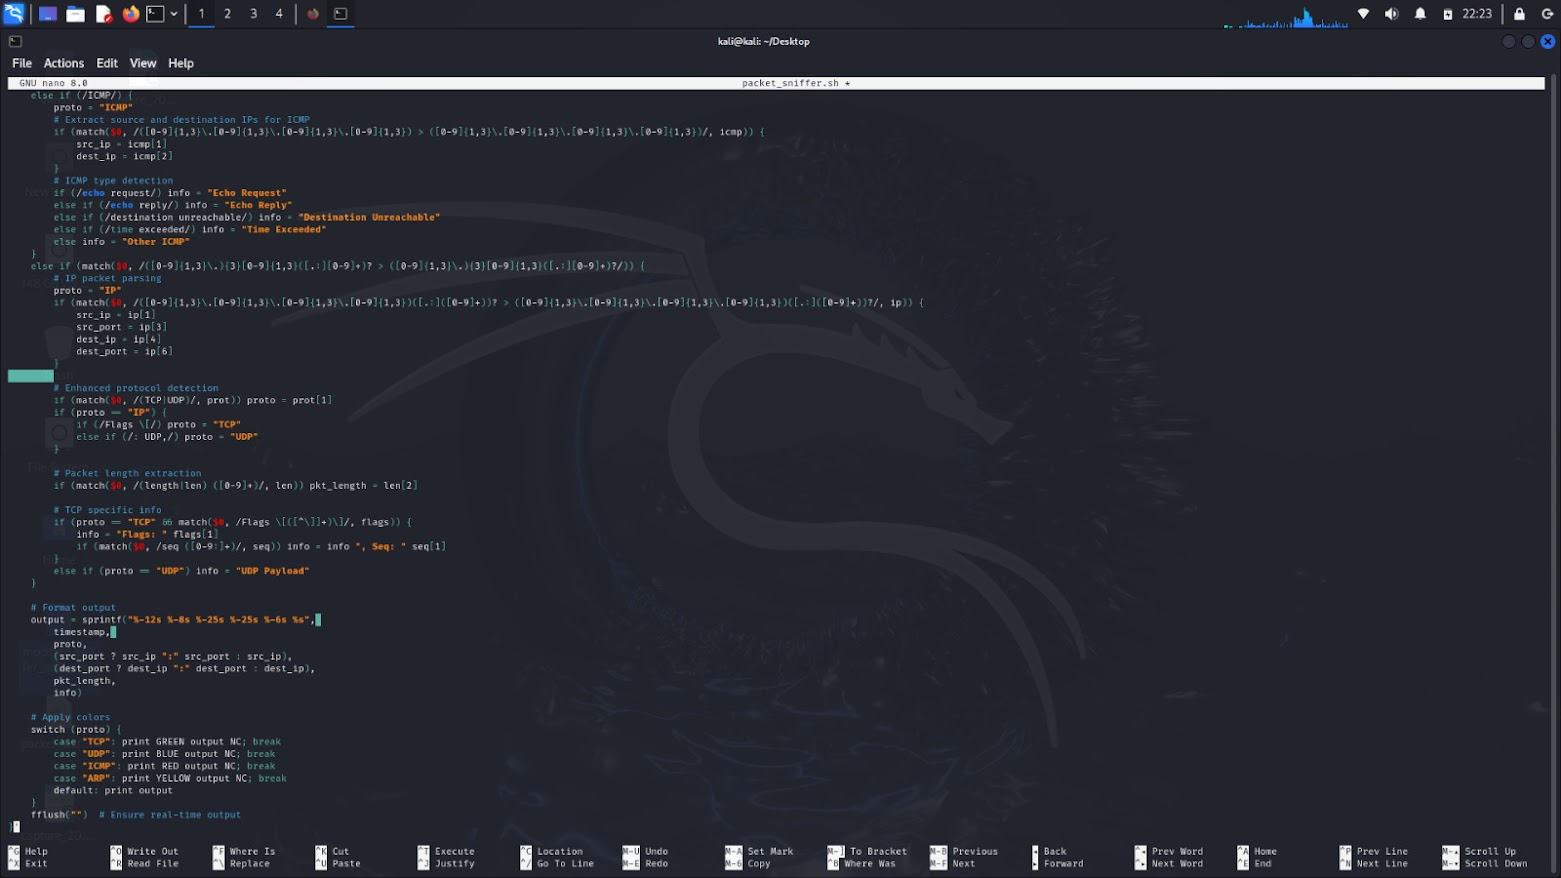 1 2 3 4 22:23
kali@kali: ~/Desktop
File Actions Edit View Help
GNU nano 8.0 packet_sniffer.sh *
else if (/ICMP/) {
proto = "ICMP"
# Extract source and destination IPs for ICMP
if (match($0, /([0-9]{1,3}\.[0-9]{1,3}\.[0-9]{1,3}\.[0-9]{1,3}) > ([0-9]{1,3}\.[0-9]{1,3}\.[0-9]{1,3}\.[0-9]{1,3})/, icmp)) {
src_ip = icmp[1]
dest_ip = icmp[2]
}
# ICMP type detection
if (/echo request/) info = "Echo Request"
else if (/echo reply/) info = "Echo Reply"
else if (/destination unreachable/) info = "Destination Unreachable"
else if (/time exceeded/) info = "Time Exceeded"
else info = "Other ICMP"
}
else if (match($0, /([0-9]{1,3}\.){3}[0-9]{1,3}([.:][0-9]+)? > ([0-9]{1,3}\.){3}[0-9]{1,3}([.:][0-9]+)?/)) {
# IP packet parsing
proto = "IP"
if (match($0, /([0-9]{1,3}\.[0-9]{1,3}\.[0-9]{1,3}\.[0-9]{1,3})([.:]([0-9]+))? > ([0-9]{1,3}\.[0-9]{1,3}\.[0-9]{1,3}\.[0-9]{1,3})([.:]([0-9]+))?/, ip)) {
src_ip = ip[1]
src_port = ip[3]
dest_ip = ip[4]
dest_port = ip[6]
}
# Enhanced protocol detection
if (match($0, /(TCP|UDP)/, prot)) proto = prot[1]
if (proto == "IP") {
if (/Flags \[/) proto = "TCP"
else if (/: UDP,/) proto = "UDP"
}
# Packet length extraction
if (match($0, /(length|len) ([0-9]+)/, len)) pkt_length = len[2]
# TCP specific info
if (proto == "TCP" && match($0, /Flags \[([^\]]+)\]/, flags)) {
info = "Flags: " flags[1]
if (match($0, /seq ([0-9:]+)/, seq)) info = info ", Seq: " seq[1]
}
else if (proto == "UDP") info = "UDP Payload"
}
# Format output
output = sprintf("%-12s %-8s %-25s %-25s %-6s %s",
timestamp,
proto,
(src_port ? src_ip ":" src_port : src_ip),
(dest_port ? dest_ip ":" dest_port : dest_ip),
pkt_length,
info)
# Apply colors
switch (proto) {
case "TCP": print GREEN output NC; break
case "UDP": print BLUE output NC; break
case "ICMP": print RED output NC; break
case "ARP": print YELLOW output NC; break
default: print output
}
fflush("") # Ensure real-time output
}'
^G Help ^O Write Out ^F Where Is ^K Cut ^T Execute ^C Location M-U Undo M-A Set Mark M-] To Bracket M-B Previous Back Prev Word ^A Home ^P Prev Line Scroll Up
^X Exit ^R Read File ^\ Replace ^U Paste ^J Justify ^/ Go To Line M-E Redo M-6 Copy ^B Where Was M-F Next Forward Next Word ^E End ^N Next Line Scroll Down